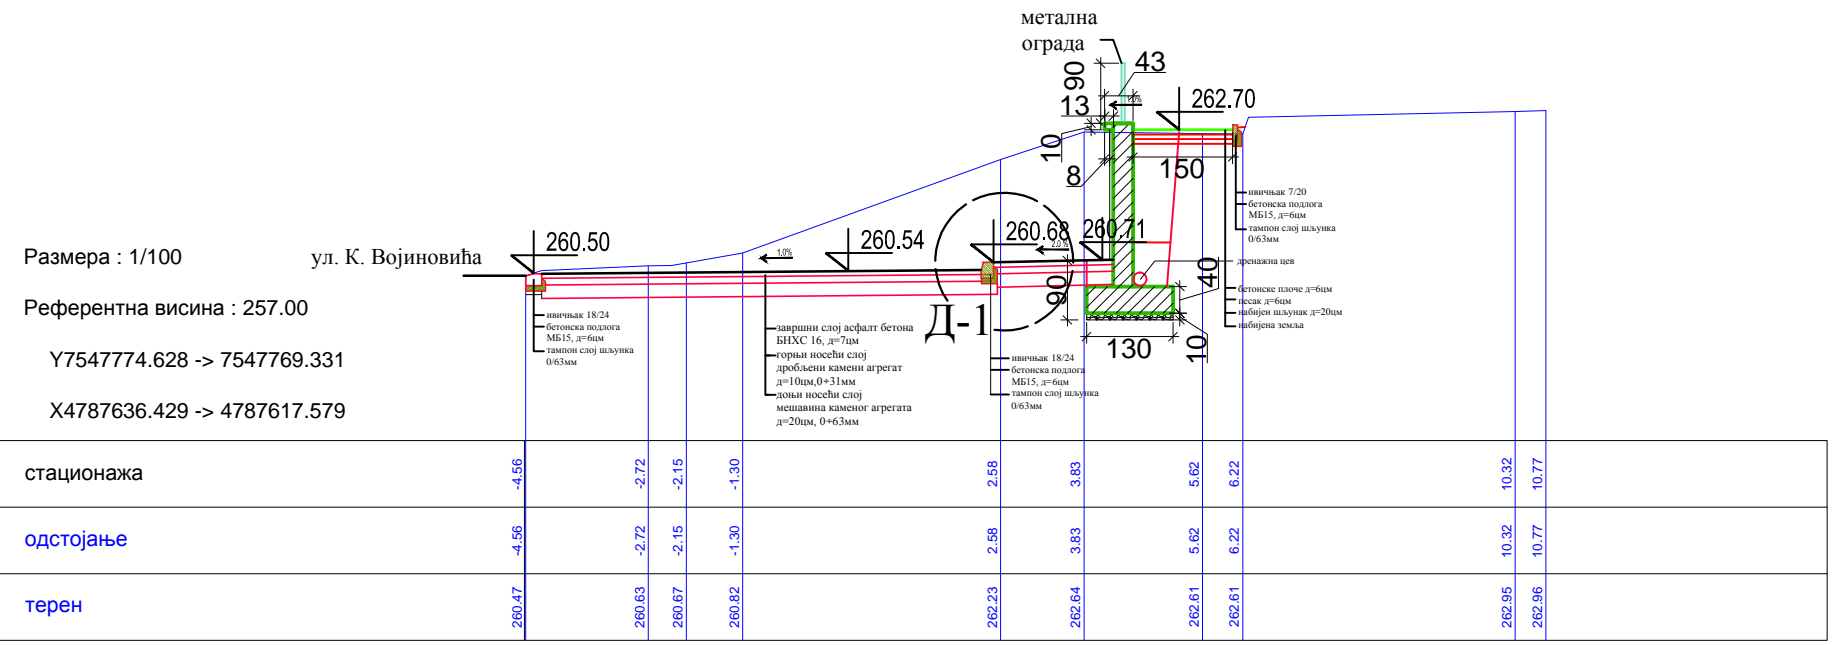 метална
ограда
90
43
1.0%
13
262.70
10
8
150
ивичњак 7/20
бетонска подлога
МБ15, д=6цм
тампон слој шљунка
0/63мм
Размера : 1/100
ул. К. Војиновића
260.50
1.0%
260.54
260.68
2.0 %
260.71
дренажна цев
40
90
Референтна висина : 257.00
бетонске плоче д=6цм
песак д=6цм
набијен шљунак д=20цм
набијена земља
ивичњак 18/24
бетонска подлога
МБ15, д=6цм
тампон слој шљунка
0/63мм
завршни слој асфалт бетона
БНХС 16, д=7цм
горњи носећи слој
дробљени камени агрегат
д=10цм,0÷31мм
доњи носећи слој
мешавина каменог агрегата
д=20цм, 0÷63мм
Д-1
130
10
ивичњак 18/24
бетонска подлога
МБ15, д=6цм
тампон слој шљунка
0/63мм
Y7547774.628 -> 7547769.331
X4787636.429 -> 4787617.579
стационажа -4.56 -2.72 -2.15 -1.30 2.58 3.83 5.62 6.22 10.32 10.77
одстојање -4.56 -2.72 -2.15 -1.30 2.58 3.83 5.62 6.22 10.32 10.77
терен 260.47 260.63 260.67 260.82 262.23 262.64 262.61 262.61 262.95 262.96